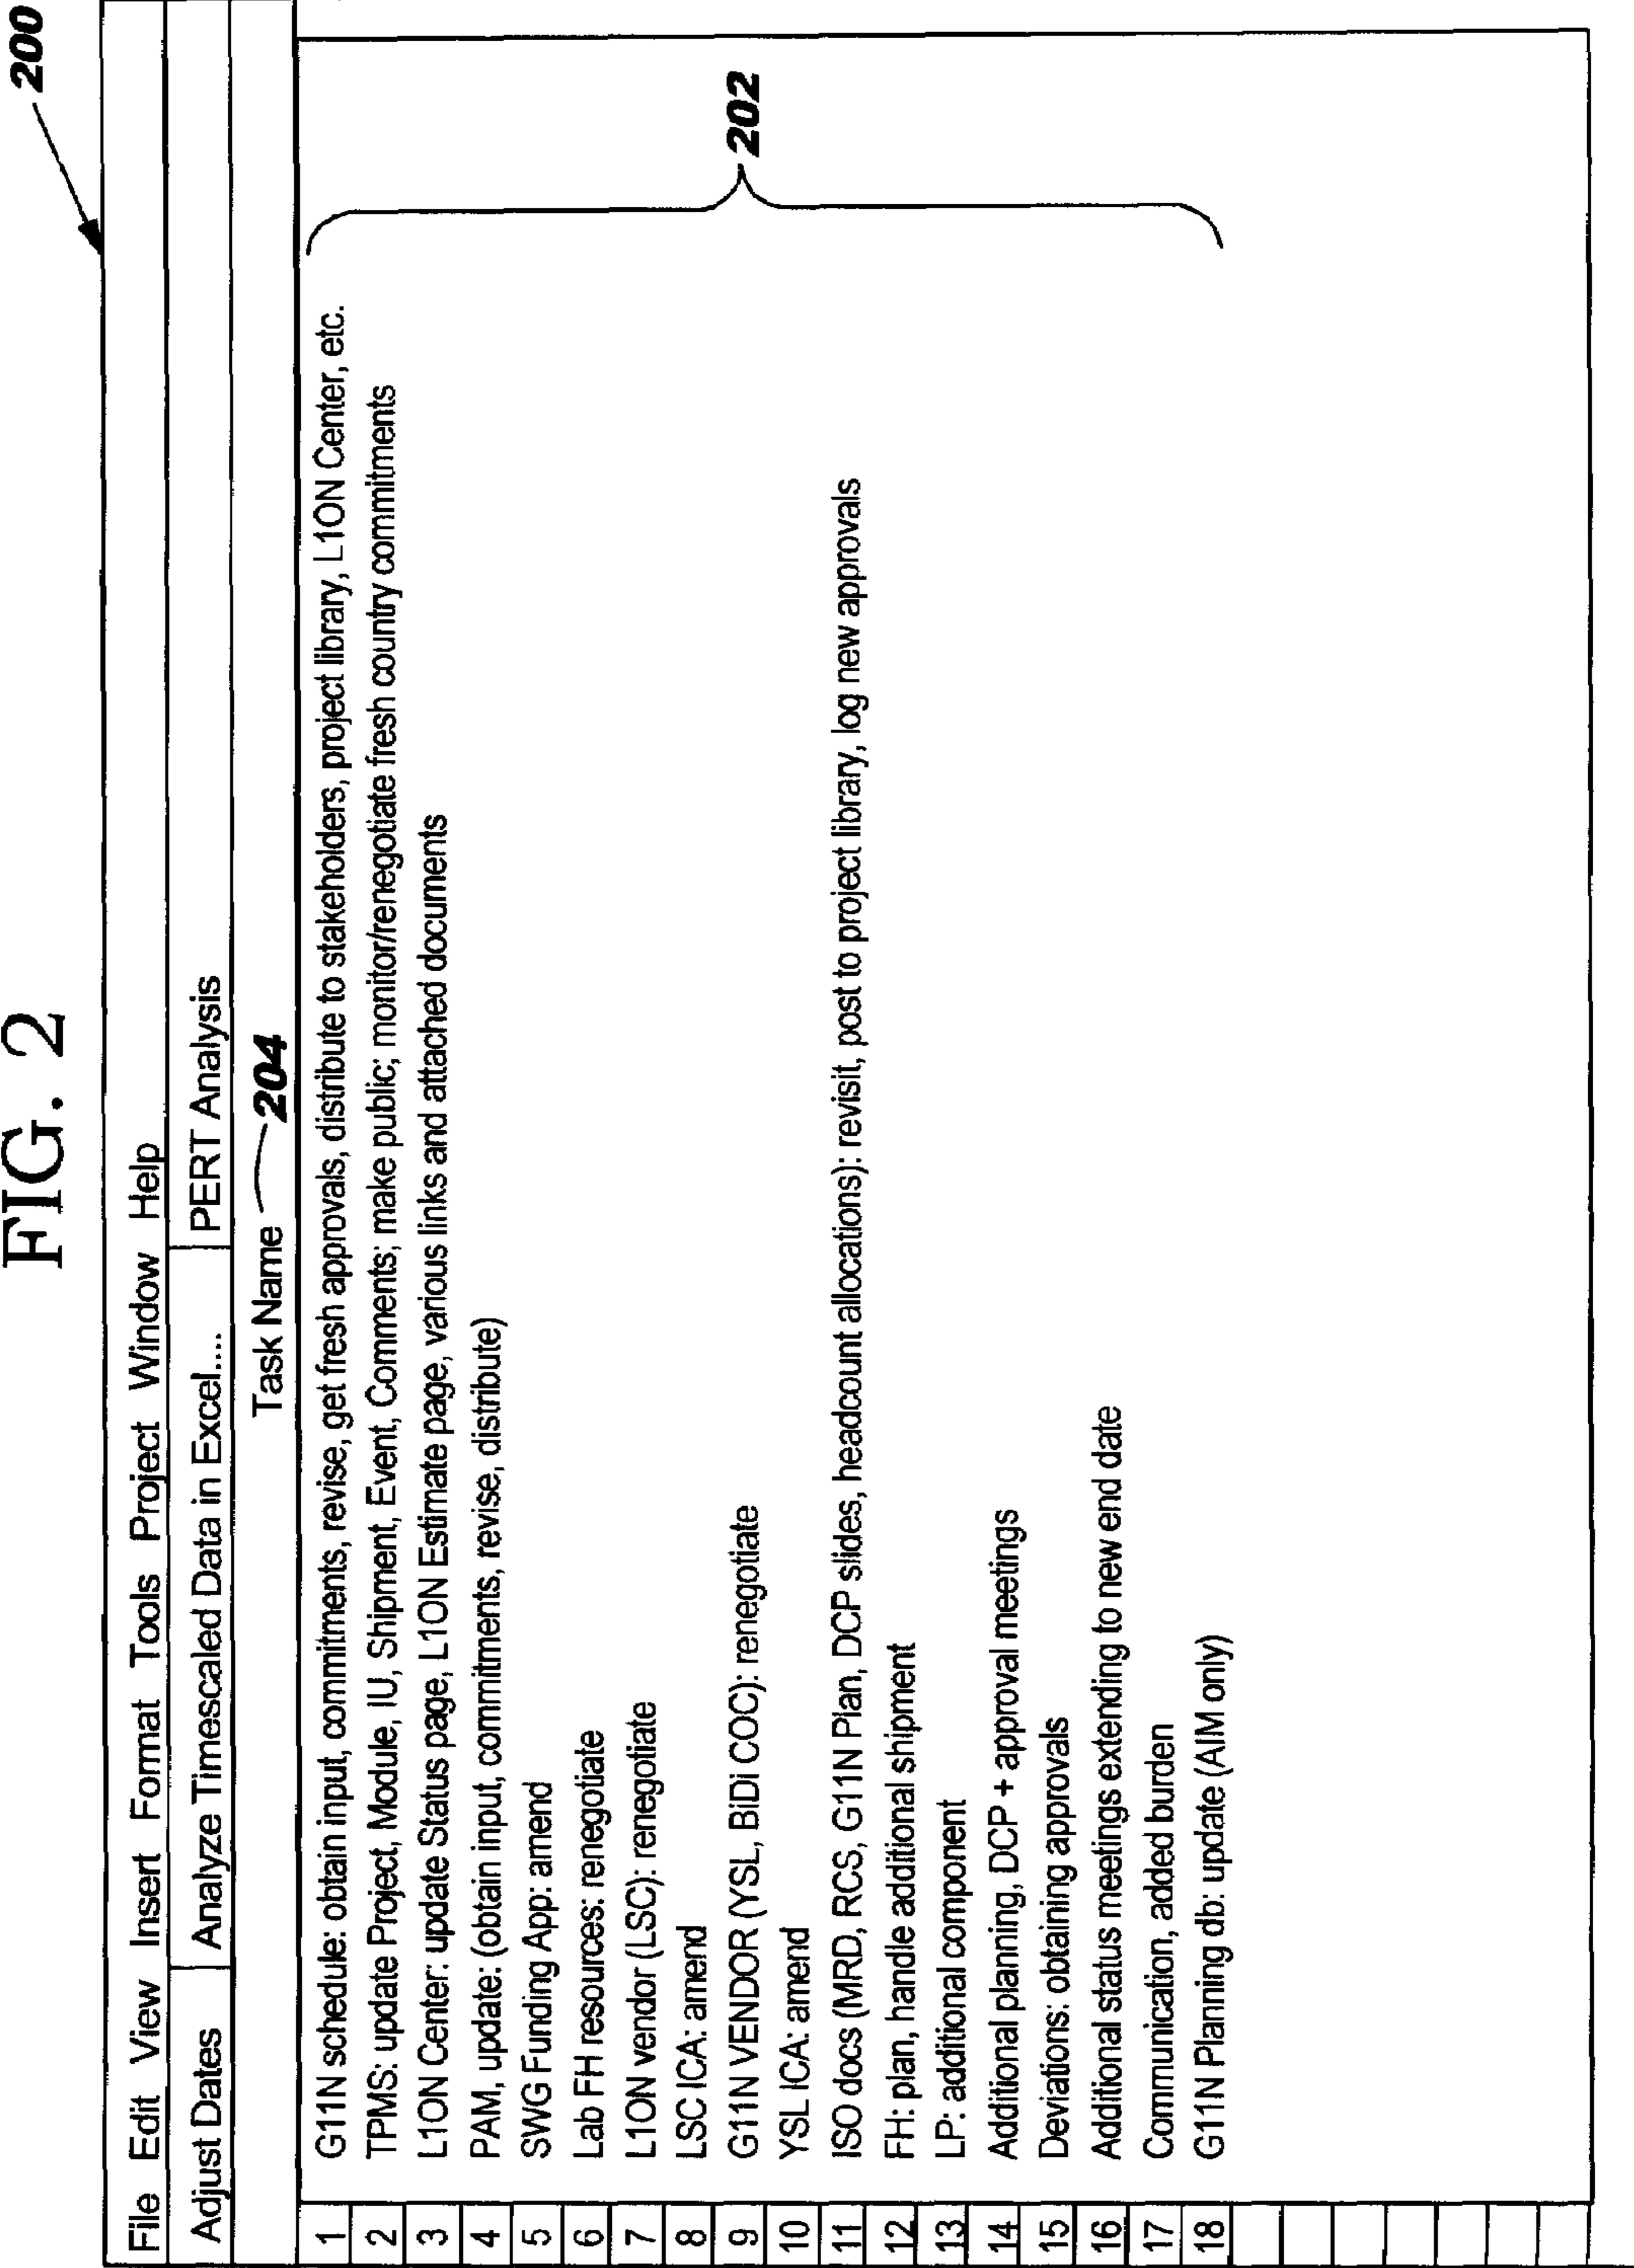 FIG. 2
200
File Edit View Insert Format Tools Project Window Help
Adjust Dates Analyze Timescaled Data in Excel.... PERT Analysis
Task Name 204
1 G11N schedule: obtain input, commitments, revise, get fresh approvals, distribute to stakeholders, project library, L1ON Center, etc.
2 TPMS: update Project, Module, IU, Shipment, Event, Comments; make public; monitor/renegotiate fresh country commitments
3 L1ON Center: update Status page, L1ON Estimate page, various links and attached documents
4 PAM, update: (obtain input, commitments, revise, distribute)
5 SWG Funding App: amend
6 Lab FH resources: renegotiate
7 L1ON vendor (LSC): renegotiate
8 LSC ICA: amend
9 G11N VENDOR (YSL, BiDi COC): renegotiate
10 YSL ICA: amend
11 ISO docs (MRD, RCS, G11N Plan, DCP slides, headcount allocations): revisit, post to project library, log new approvals
12 FH: plan, handle additional shipment
13 LP: additional component
14 Additional planning, DCP + approval meetings
15 Deviations: obtaining approvals
16 Additional status meetings extending to new end date
17 Communication, added burden
18 G11N Planning db: update (AIM only)
202